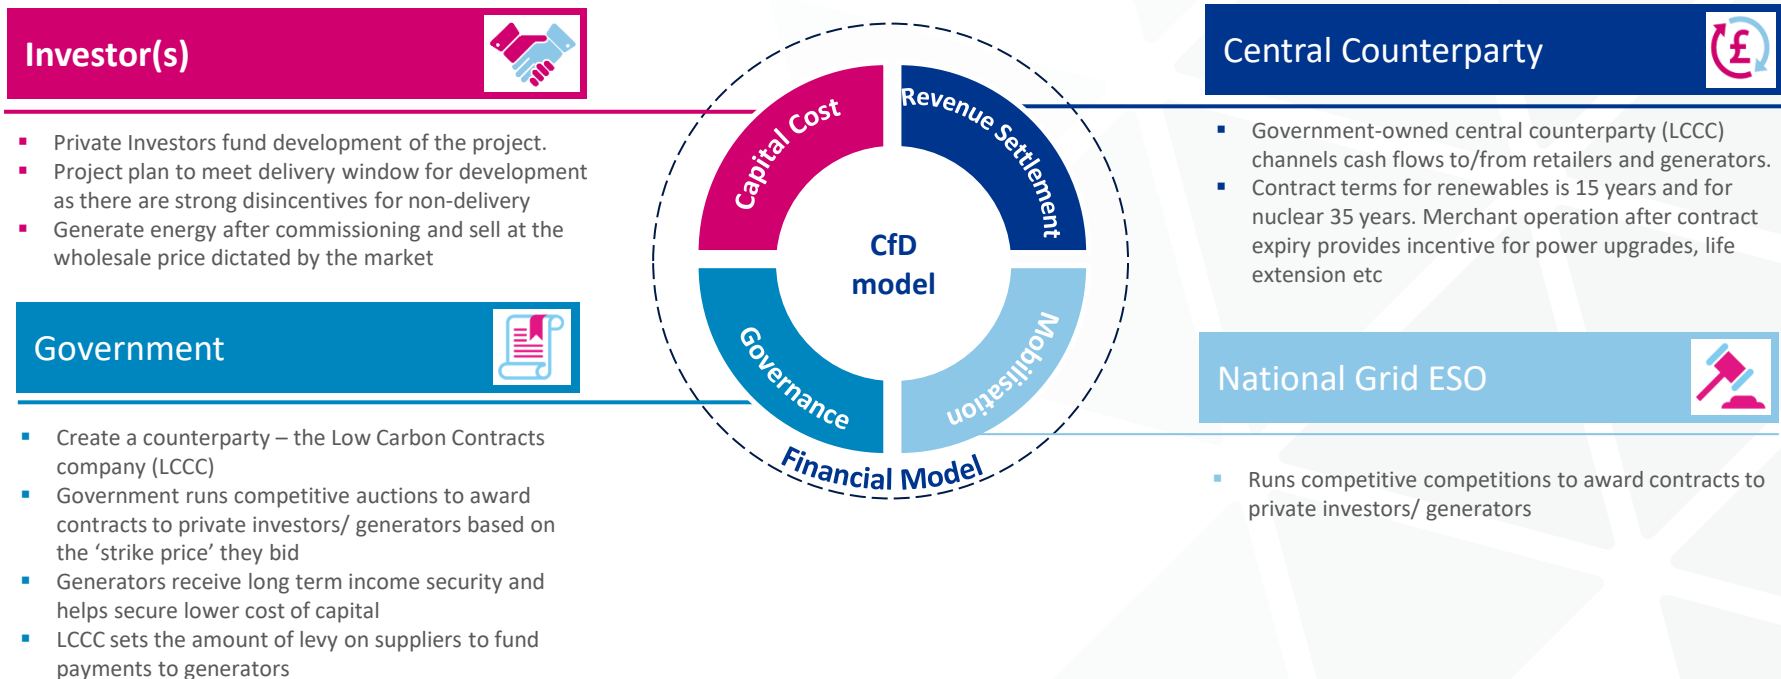 Investor(s)
▪ Private Investors fund development of the project.
▪ Project plan to meet delivery window for development
as there are strong disincentives for non-delivery
▪ Generate energy after commissioning and sell at the
wholesale price dictated by the market
Government
▪ Create a counterparty – the Low Carbon Contracts
company (LCCC)
▪ Government runs competitive auctions to award
contracts to private investors/ generators based on
the ‘strike price’ they bid
▪ Generators receive long term income security and
helps secure lower cost of capital
▪ LCCC sets the amount of levy on suppliers to fund
payments to generators
Capital Cost
Revenue Settlement
CfD
model
Governance
Mobilisation
Financial Model
Central Counterparty
£
▪ Government-owned central counterparty (LCCC)
channels cash flows to/from retailers and generators.
▪ Contract terms for renewables is 15 years and for
nuclear 35 years. Merchant operation after contract
expiry provides incentive for power upgrades, life
extension etc
National Grid ESO
▪ Runs competitive competitions to award contracts to
private investors/ generators